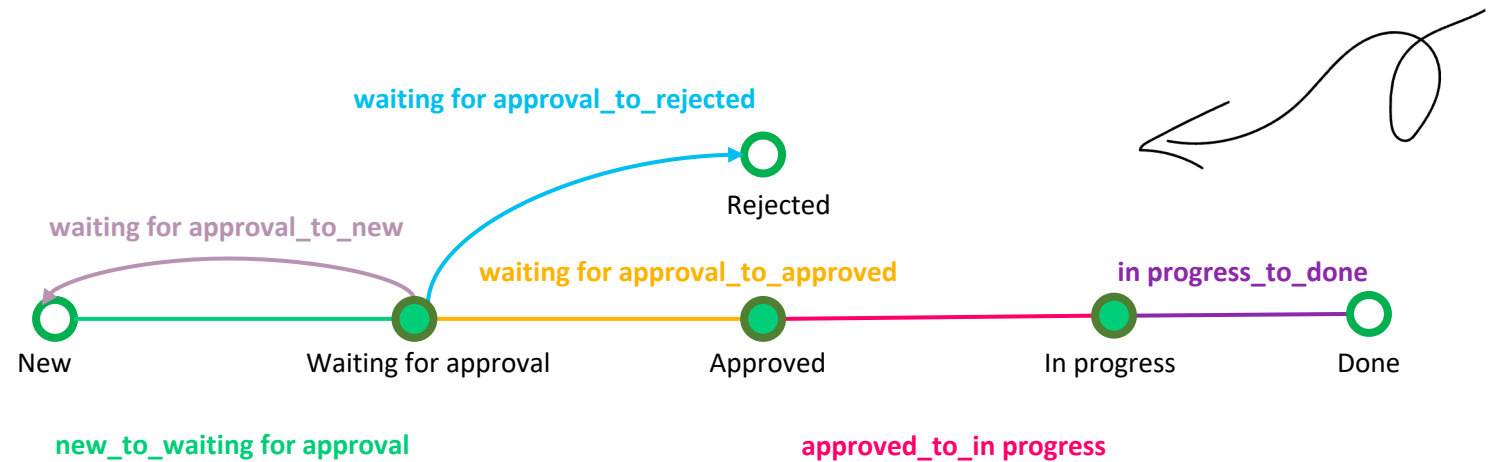 waiting for approval_to_rejected
Rejected
waiting for approval_to_new
waiting for approval_to_approved
in progress_to_done
New
Waiting for approval
Approved
In progress
Done
new_to_waiting for approval
approved_to_in progress